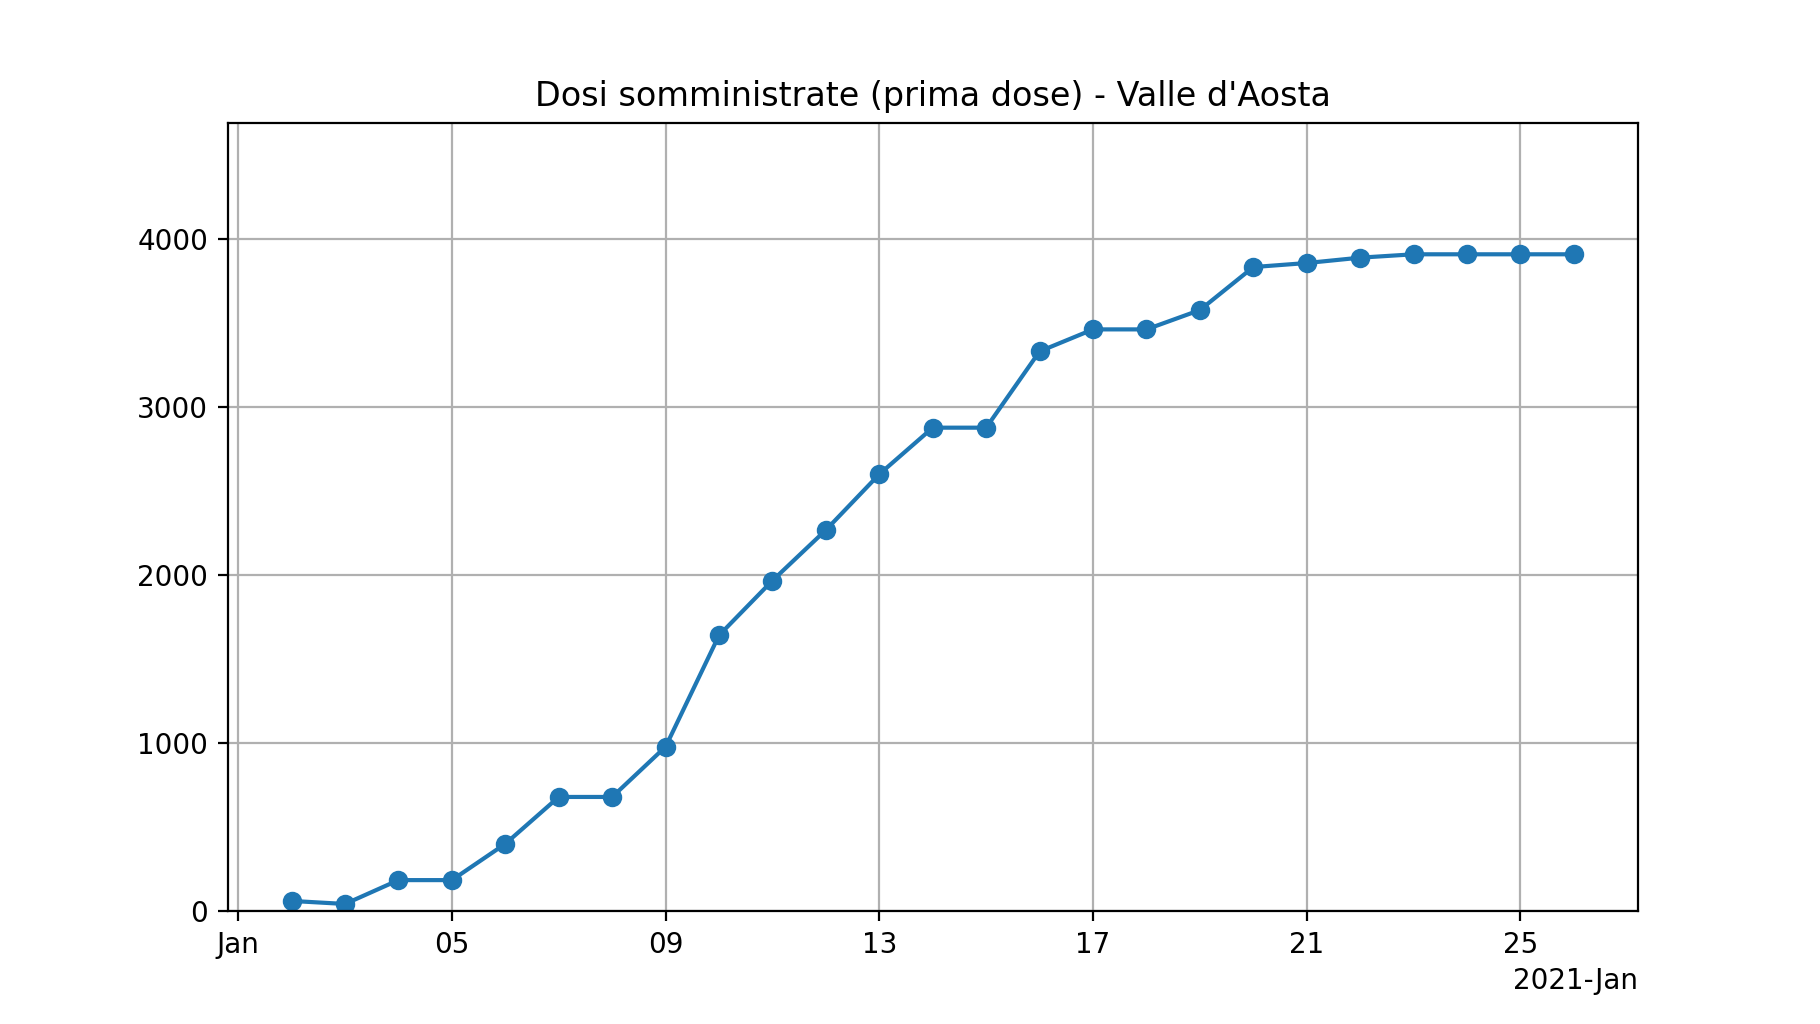 Dosi somministrate (prima dose) - Valle d'Aosta
4000
3000
2000
1000
0
Jan 05 09 13 17 21 25
2021-Jan